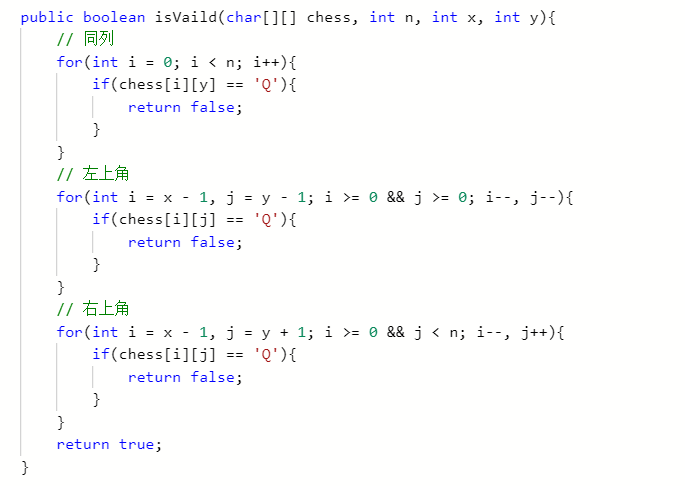 public boolean isVaild(char[][] chess, int n, int x, int y){
    // 同列
    for(int i = 0; i < n; i++){
        if(chess[i][y] == 'Q'){
            return false;
        }
    }
    // 左上角
    for(int i = x - 1, j = y - 1; i >= 0 && j >= 0; i--, j--){
        if(chess[i][j] == 'Q'){
            return false;
        }
    }
    // 右上角
    for(int i = x - 1, j = y + 1; i >= 0 && j < n; i--, j++){
        if(chess[i][j] == 'Q'){
            return false;
        }
    }
    return true;
}